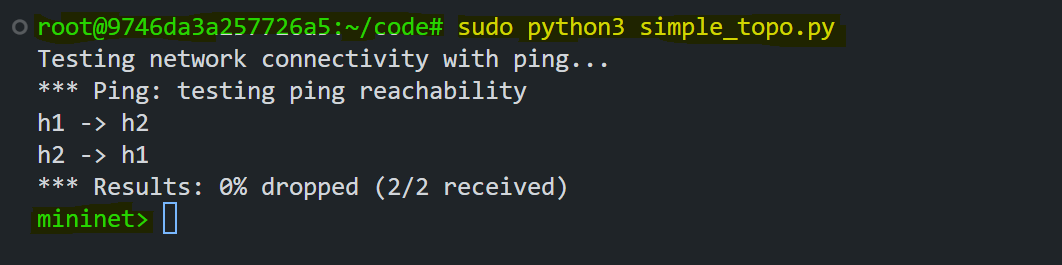 root@9746da3a257726a5:~/code# sudo python3 simple_topo.py
Testing network connectivity with ping...
*** Ping: testing ping reachability
h1 -> h2
h2 -> h1
*** Results: 0% dropped (2/2 received)
mininet>